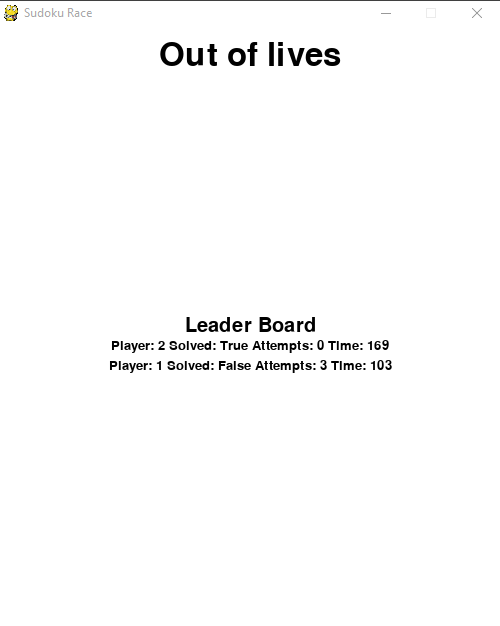 Sudoku Race
Out of lives
Leader Board
Player: 2 Solved: True Attempts: 0 Time: 169
Player: 1 Solved: False Attempts: 3 Time: 103